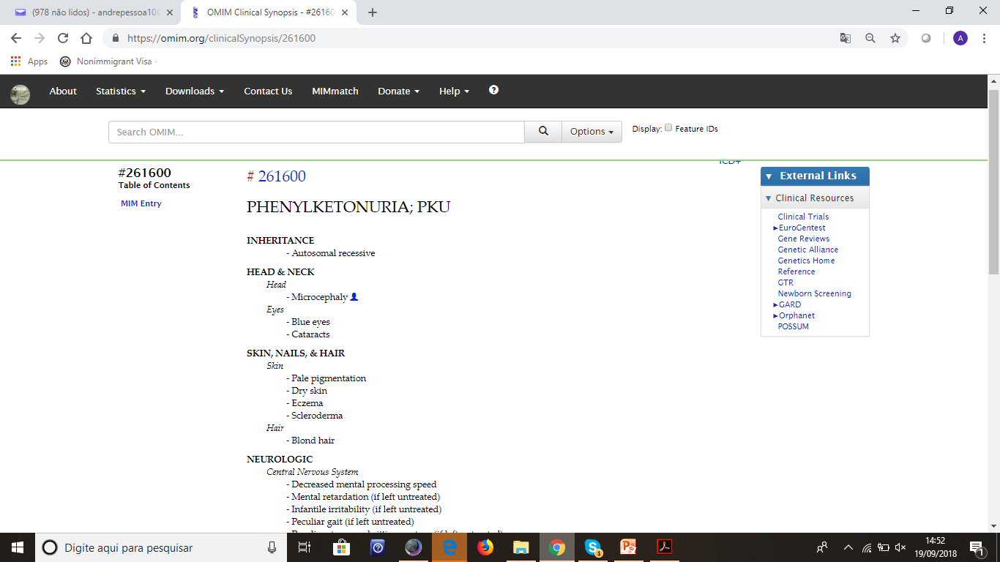 (978 não lidos) - andrepessoa10
OMIM Clinical Synopsis - #26160
https://omim.org/clinicalSynopsis/261600
A
Apps
Nonimmigrant Visa -
OMIM
About
Statistics
Downloads
Contact Us
MIMmatch
Donate
Help
?
Search OMIM...
Options
Display:
Feature IDs
ICD+
#261600
Table of Contents
MIM Entry
# 261600
PHENYLKETONURIA; PKU
INHERITANCE
- Autosomal recessive
HEAD & NECK
Head
- Microcephaly
Eyes
- Blue eyes
- Cataracts
SKIN, NAILS, & HAIR
Skin
- Pale pigmentation
- Dry skin
- Eczema
- Scleroderma
Hair
- Blond hair
NEUROLOGIC
Central Nervous System
- Decreased mental processing speed
- Mental retardation (if left untreated)
- Infantile irritability (if left untreated)
- Peculiar gait (if left untreated)
External Links
Clinical Resources
Clinical Trials
EuroGentest
Gene Reviews
Genetic Alliance
Genetics Home
Reference
GTR
Newborn Screening
GARD
Orphanet
POSSUM
Digite aqui para pesquisar
14:52
19/09/2018
1